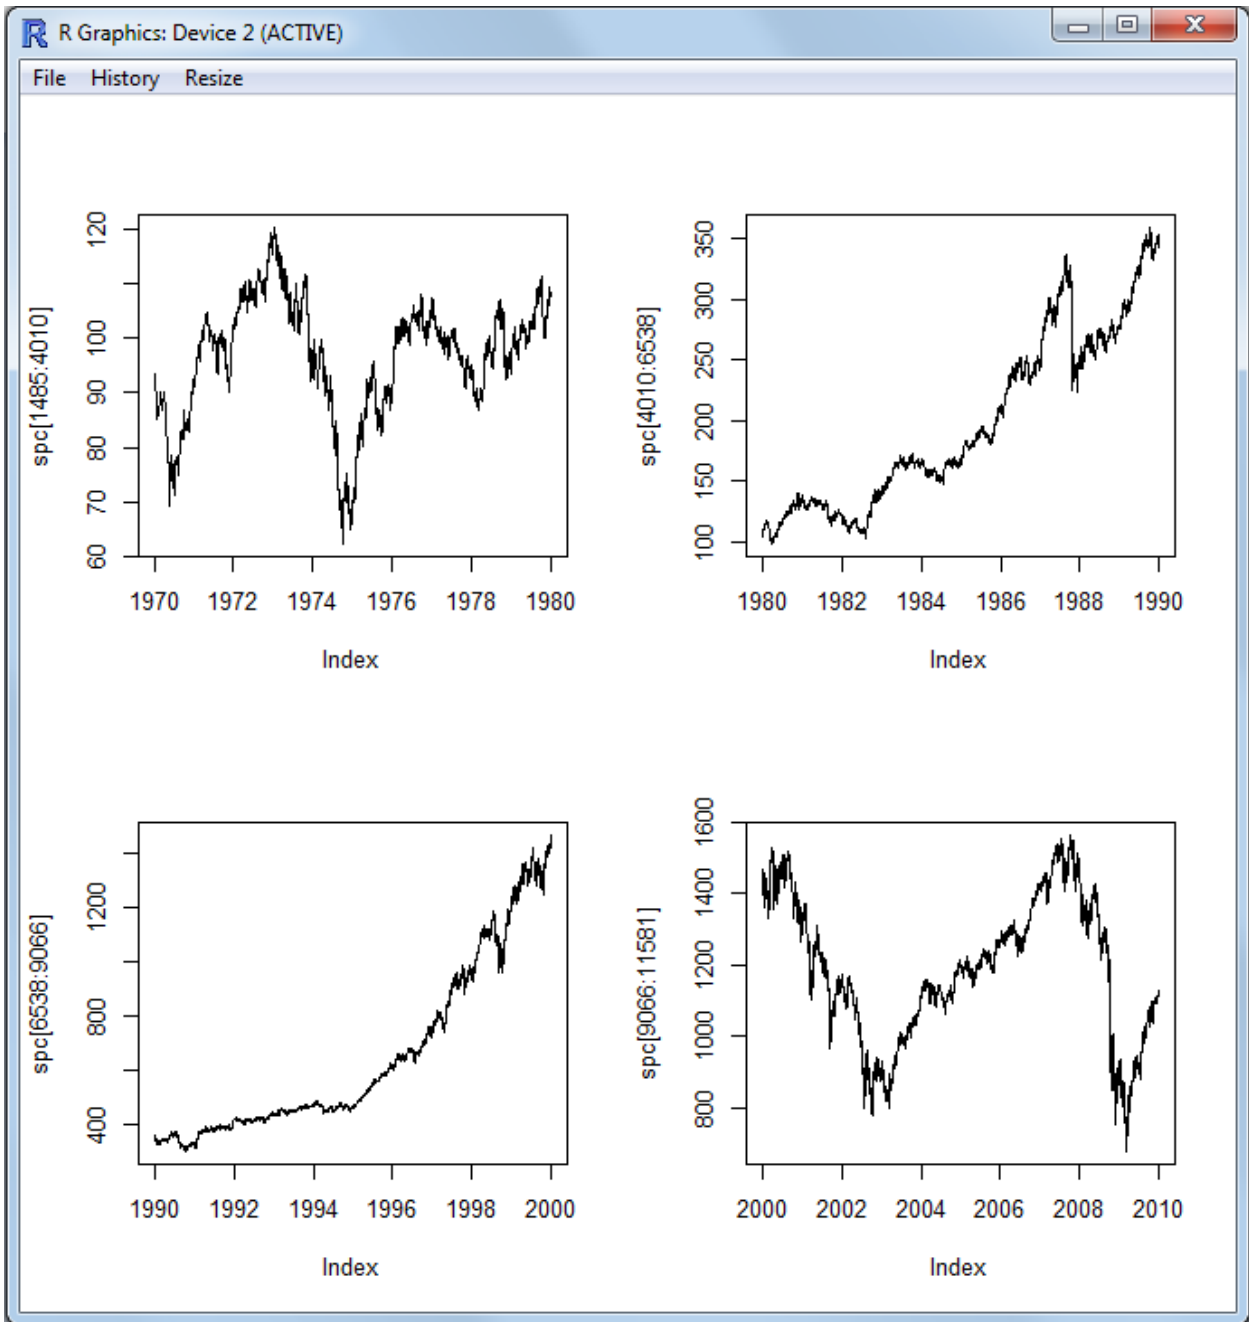 R Graphics: Device 2 (ACTIVE)
File History Resize
spc[1485:4010]
120
100
90
80
70
60
1970 1972 1974 1976 1978 1980
Index
spc[4010:6538]
350
300
250
200
150
100
1980 1982 1984 1986 1988 1990
Index
spc[6538:9066]
1200
800
400
1990 1992 1994 1996 1998 2000
Index
spc[9066:11581]
1600
1400
1200
1000
800
2000 2002 2004 2006 2008 2010
Index